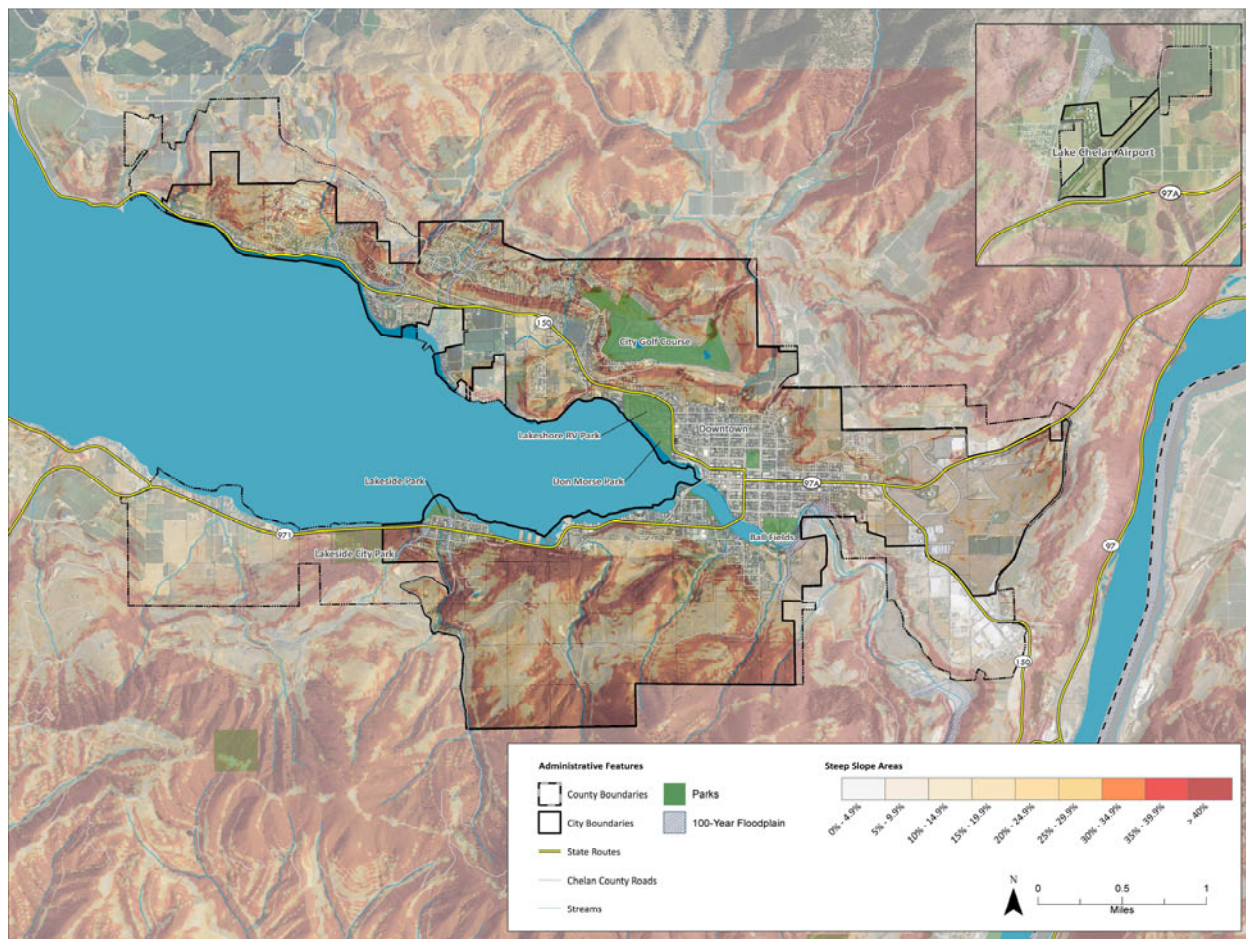 Lake Chelan Airport
97A
150
City Golf Course
Lakeshore RV Park
Downtown
Lakeside Park
Don Morse Park
97A
971
Lakeside City Park
Ball Fields
97
150
Administrative Features
County Boundaries
City Boundaries
State Routes
Chelan County Roads
Streams
Parks
100-Year Floodplain
Steep Slope Areas
0% - 4.9%
5% - 9.9%
10% - 14.9%
15% - 19.9%
20% - 24.9%
25% - 29.9%
30% - 34.9%
35% - 39.9%
> 40%
N
0 0.5 1
Miles